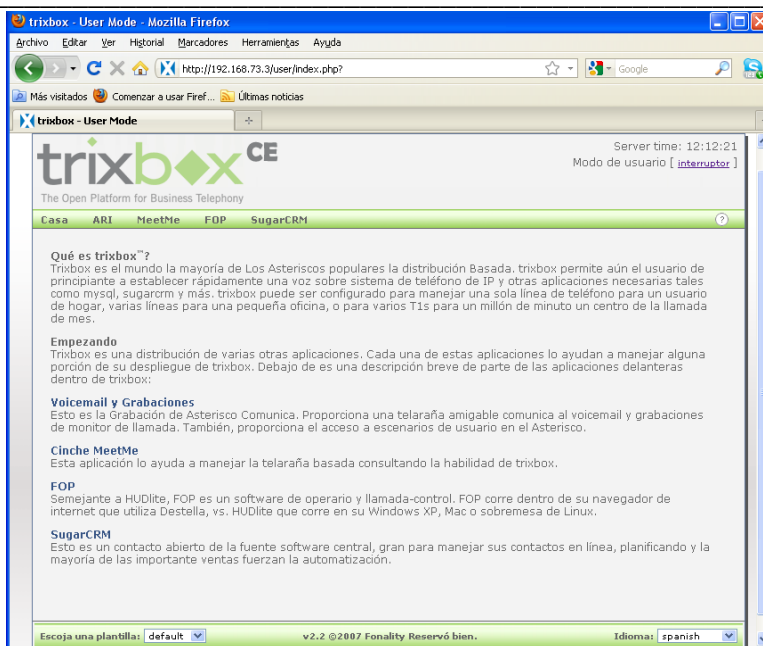 trixbox - User Mode - Mozilla Firefox
Archivo Editar Ver Historial Marcadores Herramientas Ayuda
http://192.168.73.3/user/index.php?
Google
Más visitados Comenzar a usar Firef... Últimas noticias
trixbox - User Mode
trixbox CE
Server time: 12:12:21
Modo de usuario [ interruptor ]
The Open Platform for Business Telephony
Casa ARI MeetMe FOP SugarCRM ?
Qué es trixbox™?
Trixbox es el mundo la mayoría de Los Asteriscos populares la distribución Basada. trixbox permite aún el usuario de
principiante a establecer rápidamente una voz sobre sistema de teléfono de IP y otras aplicaciones necesarias tales
como mysql, sugarcrm y más. trixbox puede ser configurado para manejar una sola línea de teléfono para un usuario
de hogar, varias líneas para una pequeña oficina, o para varios T1s para un millón de minuto un centro de la llamada
de mes.
Empezando
Trixbox es una distribución de varias otras aplicaciones. Cada una de estas aplicaciones lo ayudan a manejar alguna
porción de su despliegue de trixbox. Debajo de es una descripción breve de parte de las aplicaciones delanteras
dentro de trixbox:
Voicemail y Grabaciones
Esto es la Grabación de Asterisco Comunica. Proporciona una telaraña amigable comunica al voicemail y grabaciones
de monitor de llamada. También, proporciona el acceso a escenarios de usuario en el Asterisco.
Cinche MeetMe
Esta aplicación lo ayuda a manejar la telaraña basada consultando la habilidad de trixbox.
FOP
Semejante a HUDlite, FOP es un software de operario y llamada-control. FOP corre dentro de su navegador de
internet que utiliza Destella, vs. HUDlite que corre en su Windows XP, Mac o sobremesa de Linux.
SugarCRM
Esto es un contacto abierto de la fuente software central, gran para manejar sus contactos en línea, planificando y la
mayoría de las importante ventas fuerzan la automatización.
Escoja una plantilla: default v2.2 ©2007 Fonality Reservó bien. Idioma: spanish